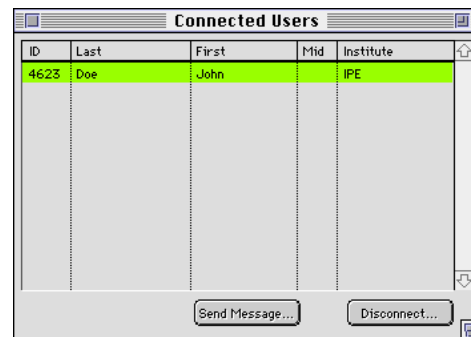 Connected Users
ID Last First Mid Institute
4623 Doe John IPE
Send Message... Disconnect...